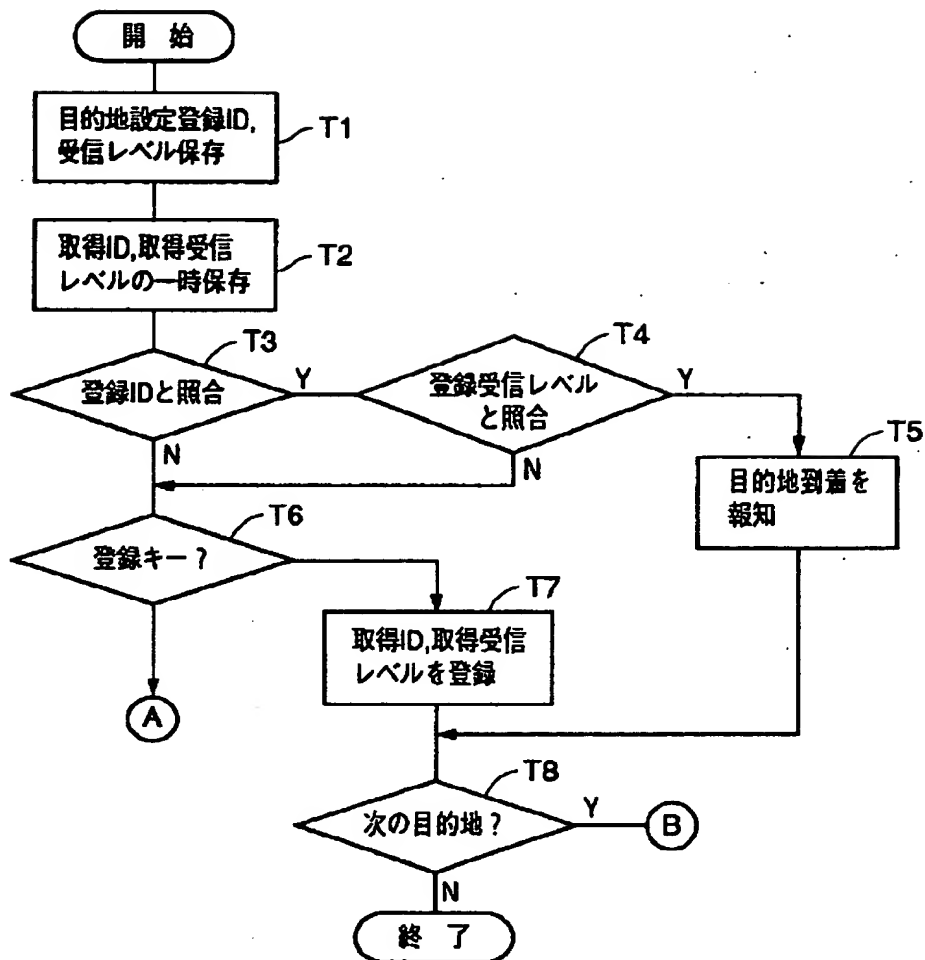 開始
目的地設定登録ID,
受信レベル保存
T1
取得ID,取得受信
レベルの一時保存
T2
T3
登録IDと照合
Y
N
T4
登録受信レベル
と照合
Y
N
T5
目的地到着を
報知
T6
登録キー?
A
T7
取得ID,取得受信
レベルを登録
T8
次の目的地?
Y
B
N
終了